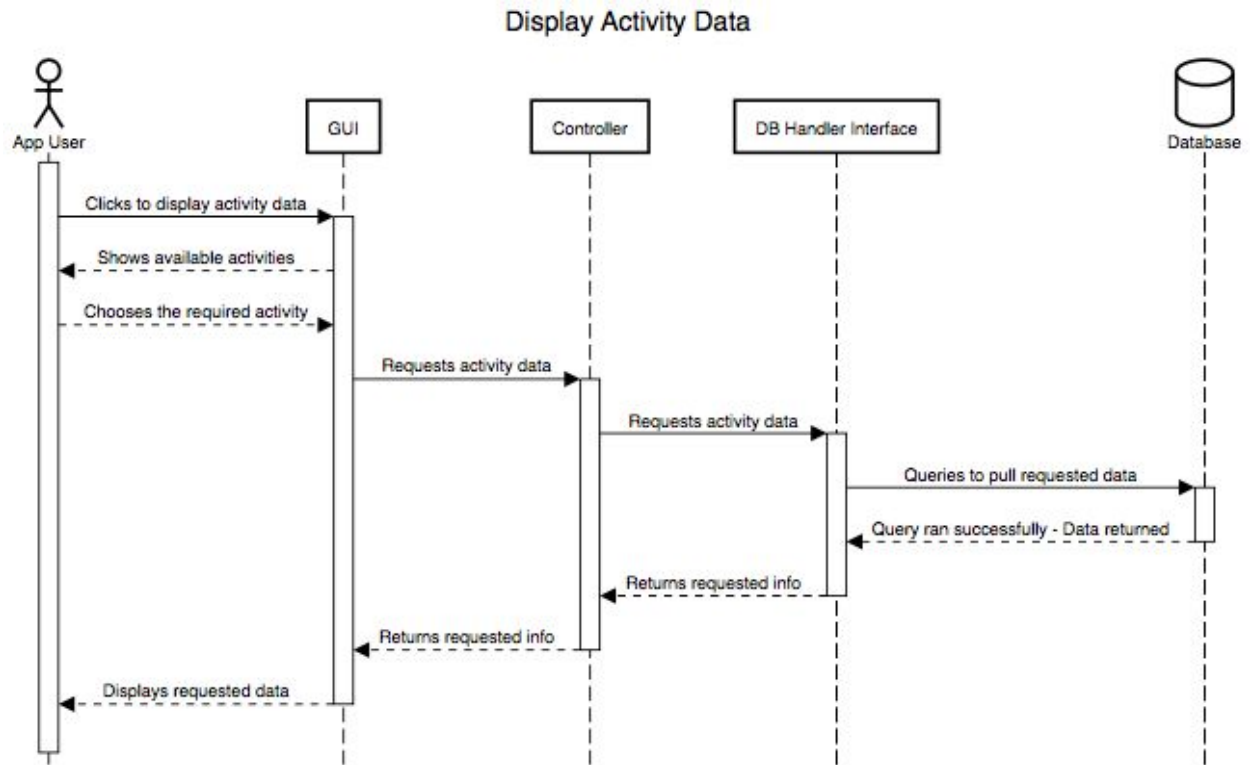 Display Activity Data
App User
GUI
Controller
DB Handler Interface
Database
Clicks to display activity data
Shows available activities
Chooses the required activity
Requests activity data
Requests activity data
Queries to pull requested data
Query ran successfully - Data returned
Returns requested info
Returns requested info
Displays requested data